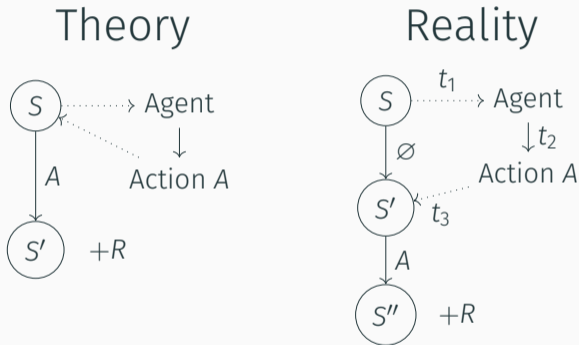 Theory
S
Agent
A
Action A
S′
+R
Reality
S
t₁
Agent
t₂
∅
Action A
S′
t₃
A
S″
+R